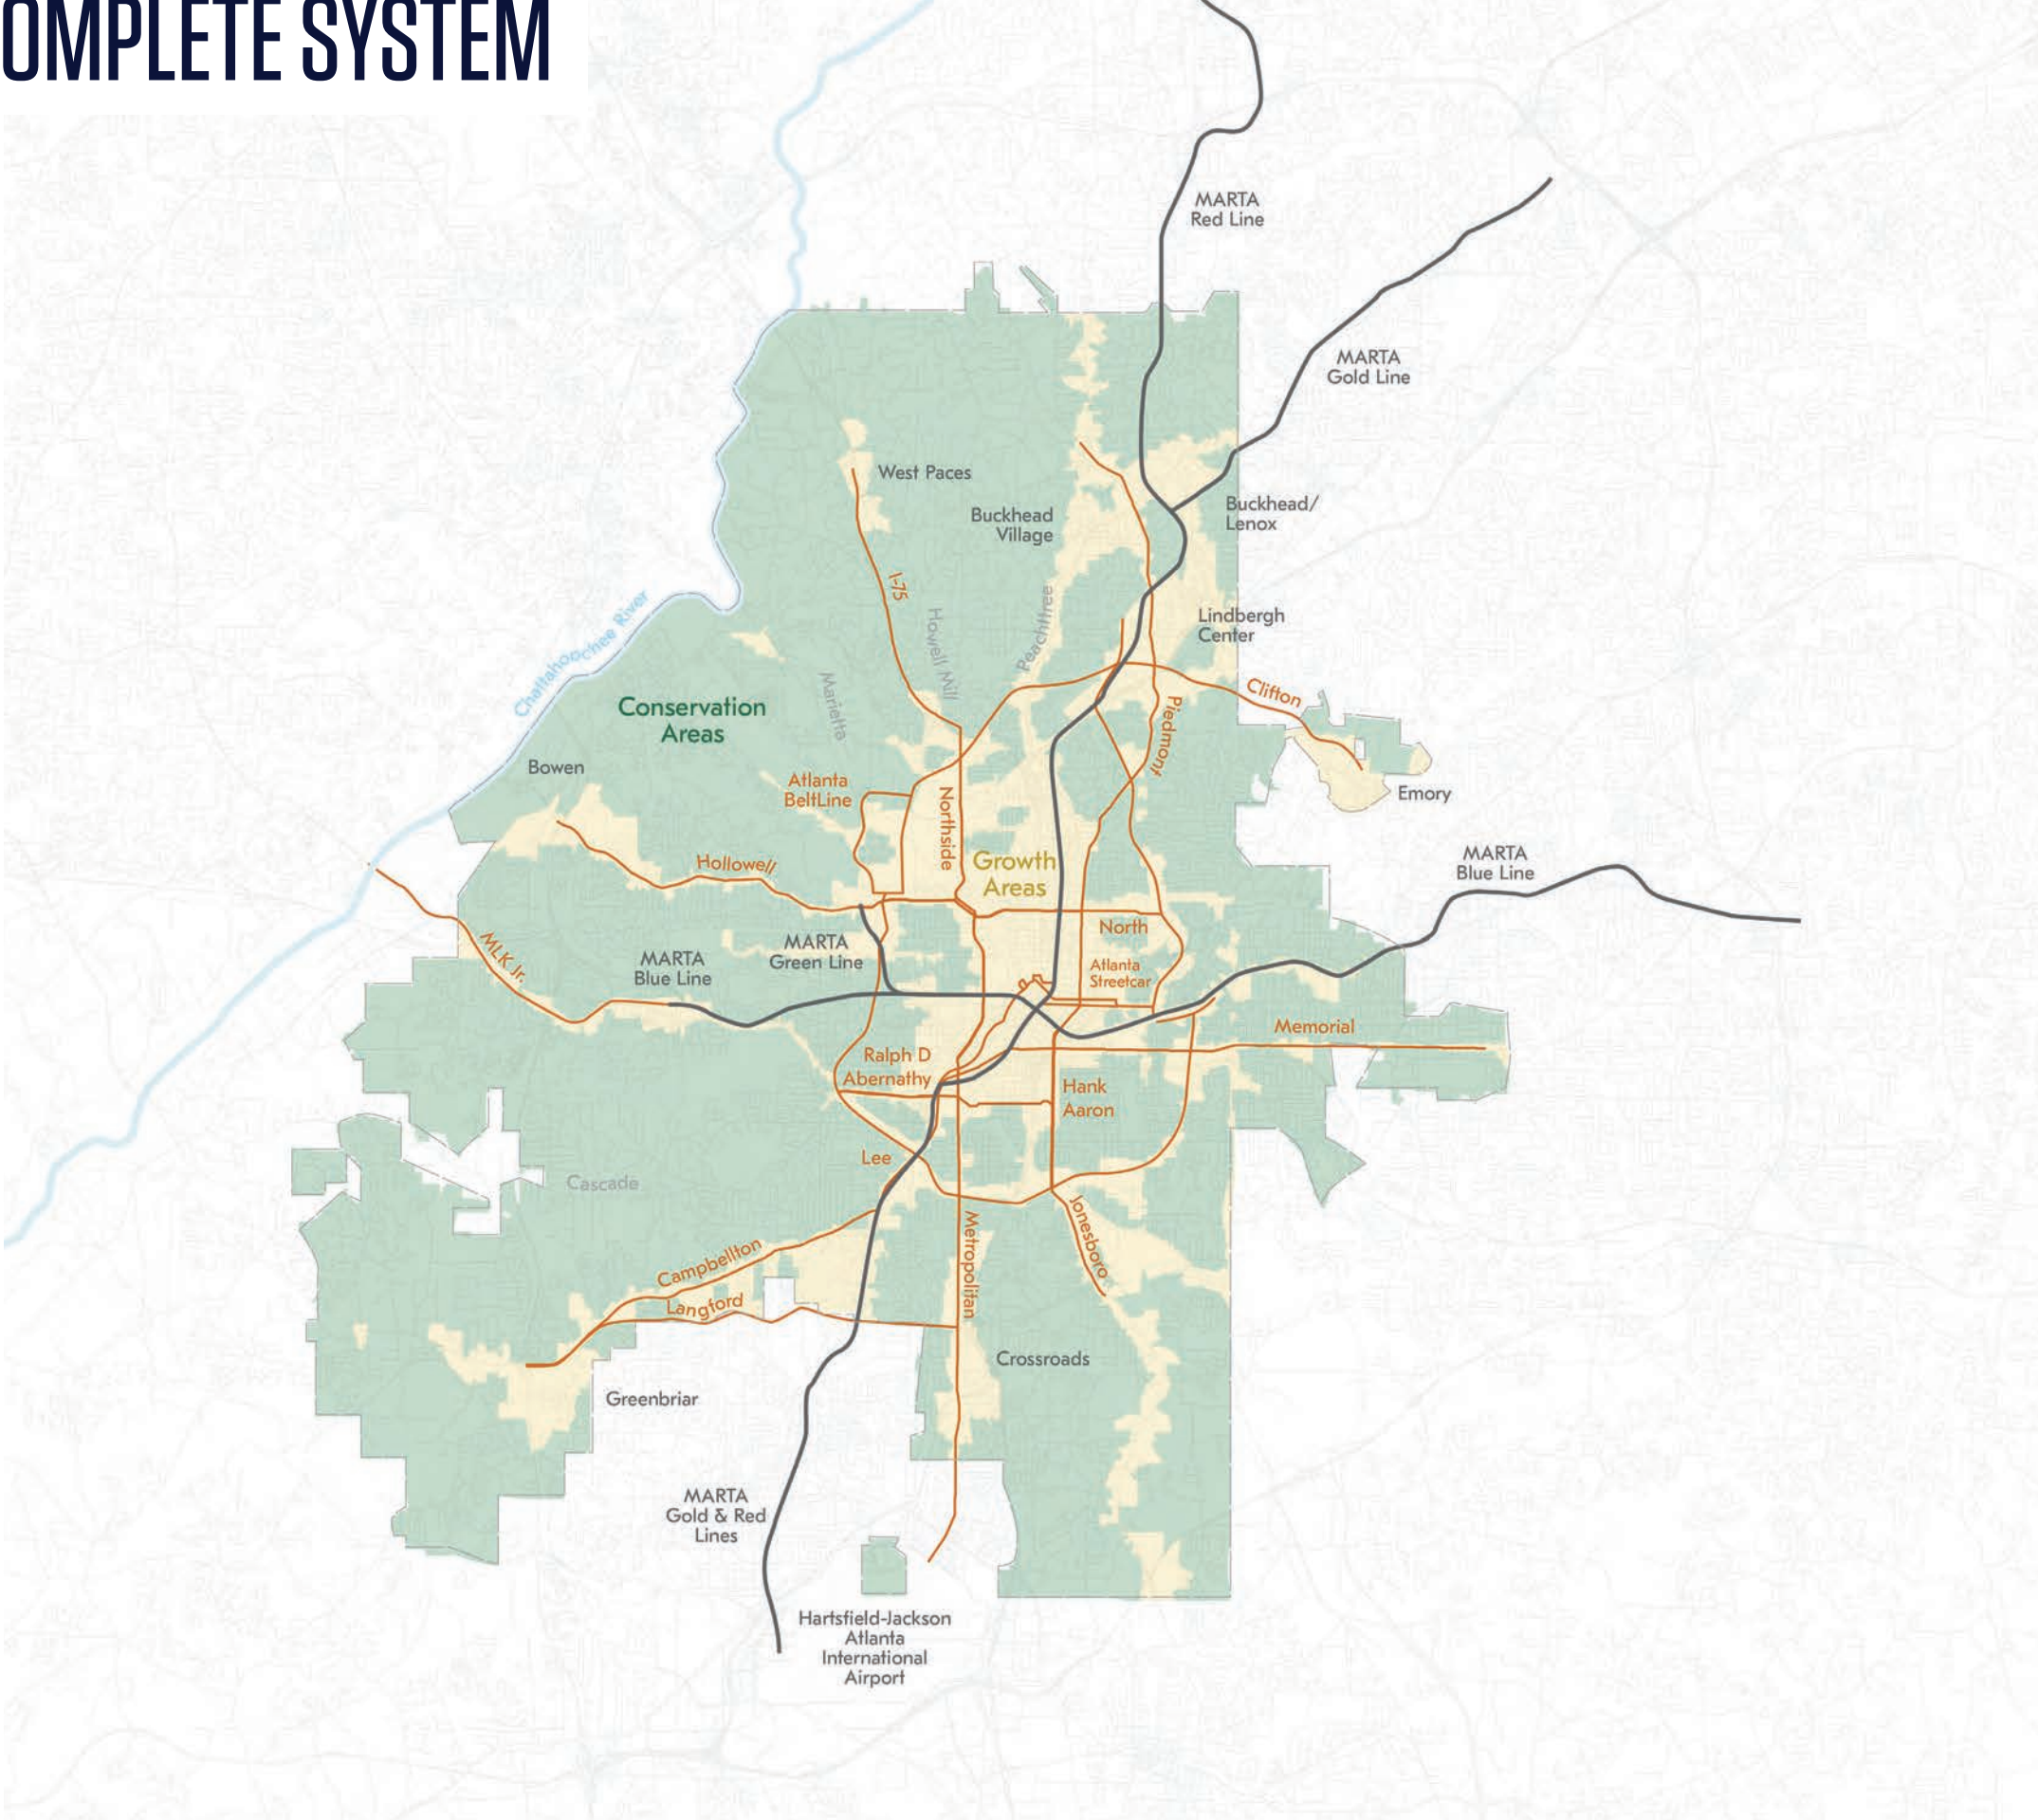 OMPLETE SYSTEM
MARTA
Red Line
MARTA
Gold Line
West Paces
Buckhead
Village
Buckhead/
Lenox
I-75
Howell Mill
Peachtree
Lindbergh
Center
Chattahoochee River
Conservation
Areas
Marietta
Clifton
Piedmont
Bowen
Atlanta
BeltLine
Northside
Emory
Hollowell
Growth
Areas
MARTA
Blue Line
North
MLK Jr.
MARTA
Blue Line
MARTA
Green Line
Atlanta
Streetcar
Memorial
Ralph D
Abernathy
Hank
Aaron
Lee
Cascade
Jonesboro
Metropolitan
Campbellton
Langford
Crossroads
Greenbriar
MARTA
Gold & Red
Lines
Hartsfield-Jackson
Atlanta
International
Airport